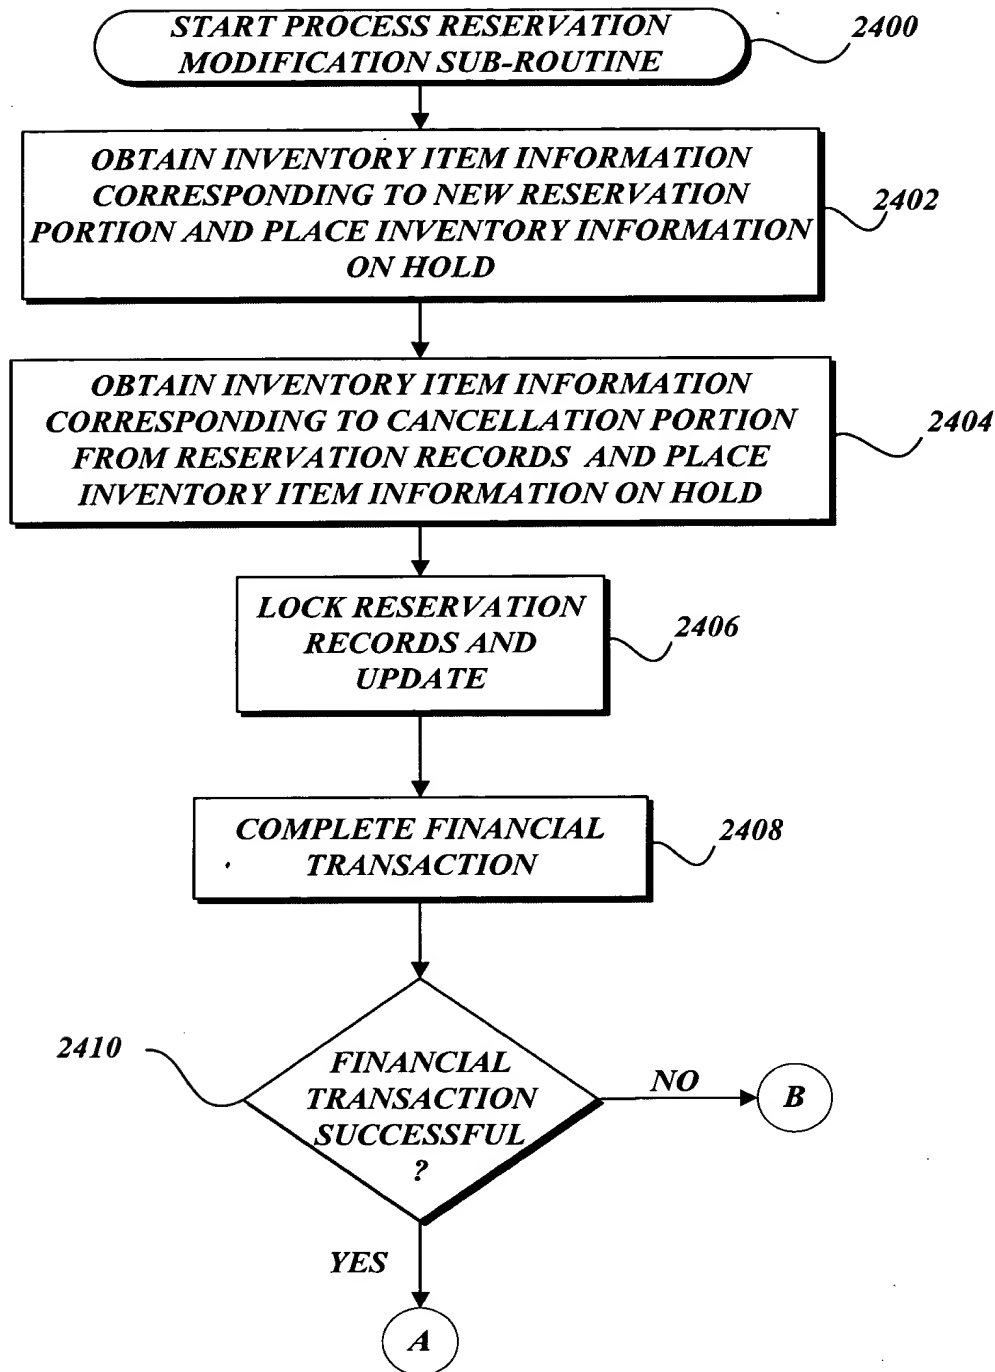 START PROCESS RESERVATION
MODIFICATION SUB-ROUTINE
2400
OBTAIN INVENTORY ITEM INFORMATION
CORRESPONDING TO NEW RESERVATION
PORTION AND PLACE INVENTORY INFORMATION
ON HOLD
2402
OBTAIN INVENTORY ITEM INFORMATION
CORRESPONDING TO CANCELLATION PORTION
FROM RESERVATION RECORDS AND PLACE
INVENTORY ITEM INFORMATION ON HOLD
2404
LOCK RESERVATION
RECORDS AND
UPDATE
2406
COMPLETE FINANCIAL
TRANSACTION
2408
2410
FINANCIAL
TRANSACTION
SUCCESSFUL
?
NO
B
YES
A